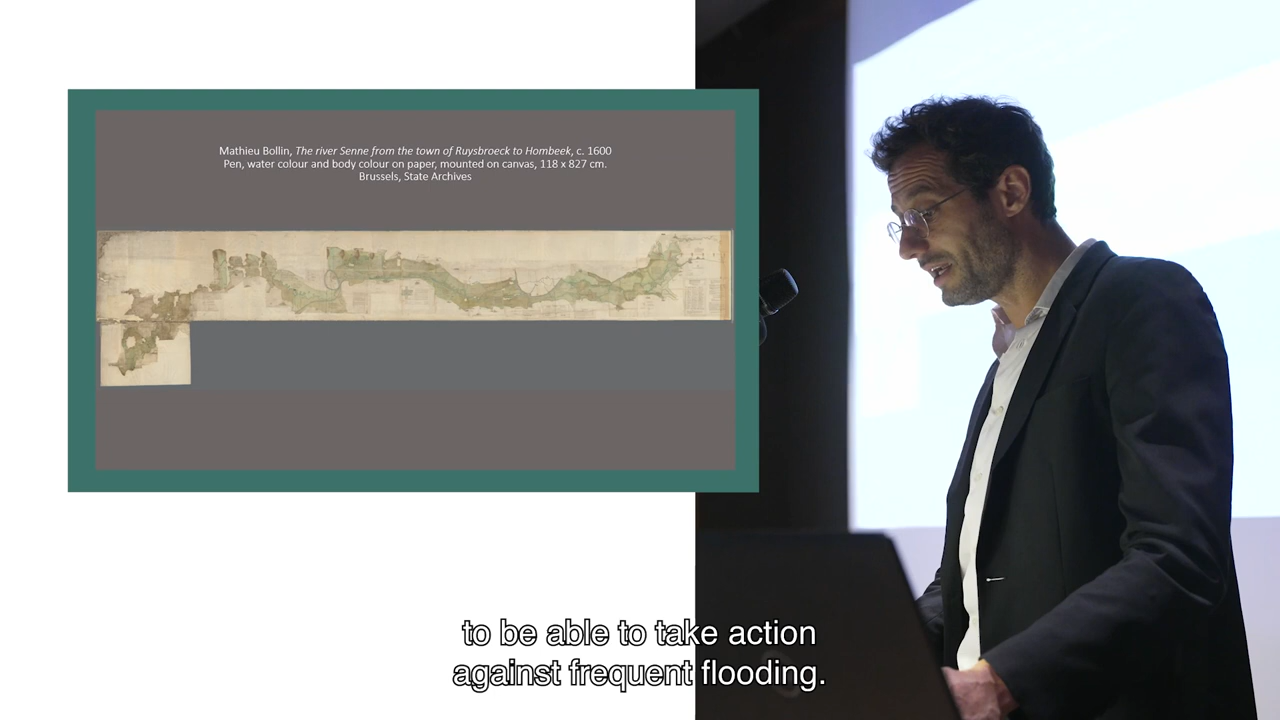 Mathieu Bollin, The river Senne from the town of Ruysbroeck to Hombeek, c. 1600
Pen, water colour and body colour on paper, mounted on canvas, 118 x 827 cm.
Brussels, State Archives
to be able to take action
against frequent flooding.